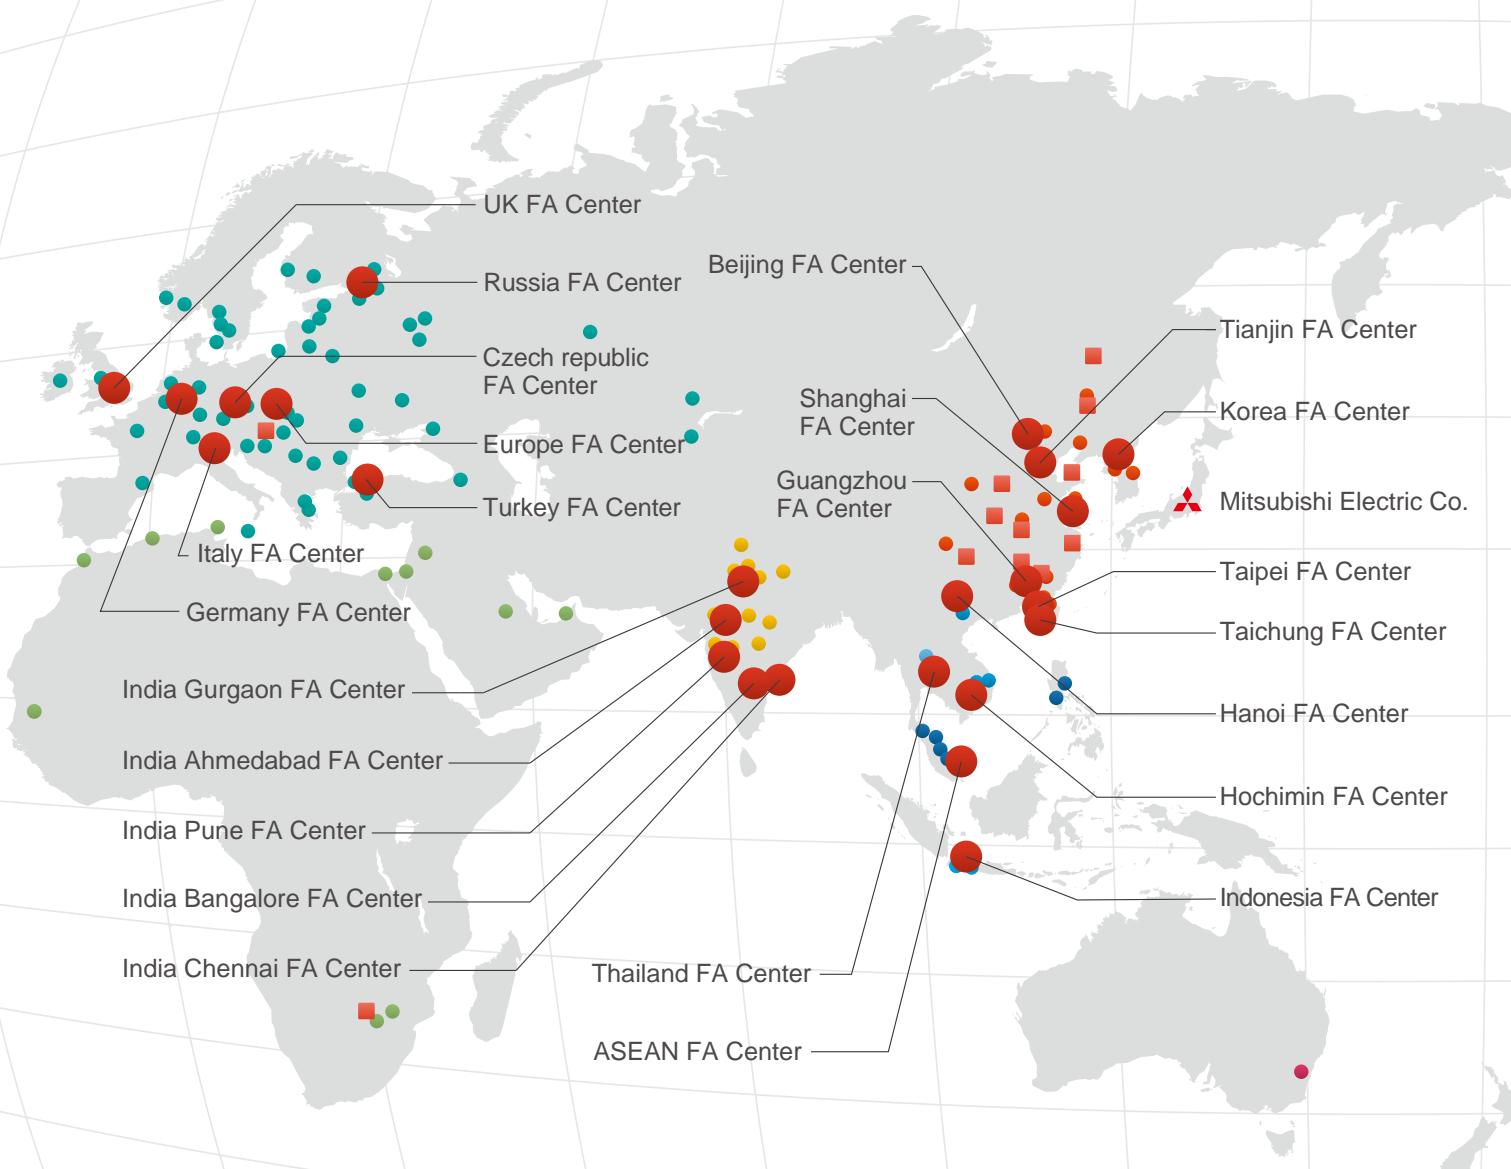 UK FA Center
Russia FA Center
Beijing FA Center
Tianjin FA Center
Czech republic
FA Center
Shanghai
FA Center
Korea FA Center
Europe FA Center
Guangzhou
FA Center
Turkey FA Center
Mitsubishi Electric Co.
Italy FA Center
Taipei FA Center
Germany FA Center
Taichung FA Center
India Gurgaon FA Center
Hanoi FA Center
India Ahmedabad FA Center
Hochimin FA Center
India Pune FA Center
India Bangalore FA Center
Indonesia FA Center
India Chennai FA Center
Thailand FA Center
ASEAN FA Center